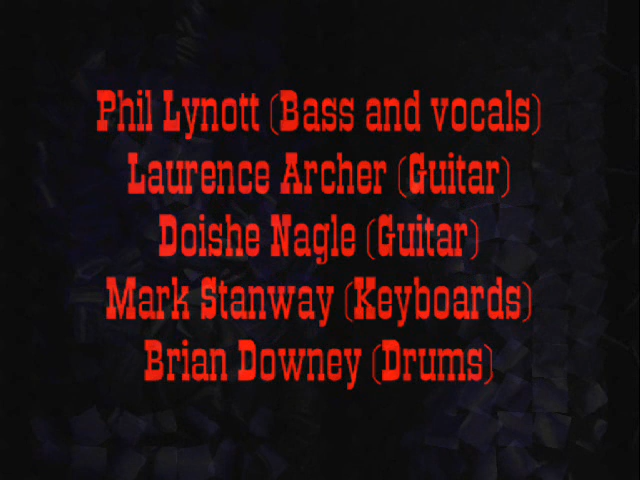 Phil Lynott (Bass and vocals)
Laurence Archer (Guitar)
Doishe Nagle (Guitar)
Mark Stanway (Keyboards)
Brian Downey (Drums)